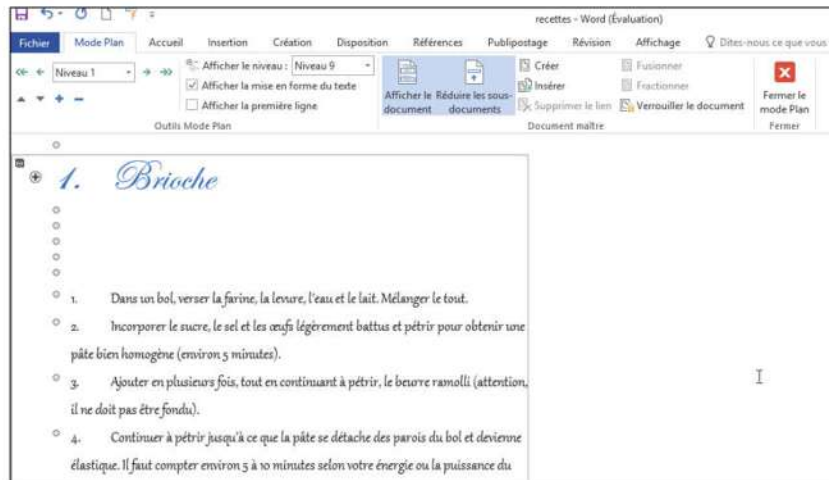 recettes - Word (Évaluation)
Fichier Mode Plan Accueil Insertion Création Disposition Références Publipostage Révision Affichage Dites-nous ce que vous
Niveau 1 Afficher le niveau : Niveau 9
Afficher la mise en forme du texte
Afficher la première ligne
Outils Mode Plan
Afficher le document Réduire les sous-documents
Créer Fusionner
Insérer Fractionner
Supprimer le lien Verrouiller le document
Document maître
Fermer le mode Plan
Fermer
1. Brioche
1. Dans un bol, verser la farine, la levure, l'eau et le lait. Mélanger le tout.
2. Incorporer le sucre, le sel et les œufs légèrement battus et pétrir pour obtenir une
pâte bien homogène (environ 5 minutes).
3. Ajouter en plusieurs fois, tout en continuant à pétrir, le beurre ramolli (attention,
il ne doit pas être fondu).
4. Continuer à pétrir jusqu'à ce que la pâte se détache des parois du bol et devienne
élastique. Il faut compter environ 5 à 10 minutes selon votre énergie ou la puissance du